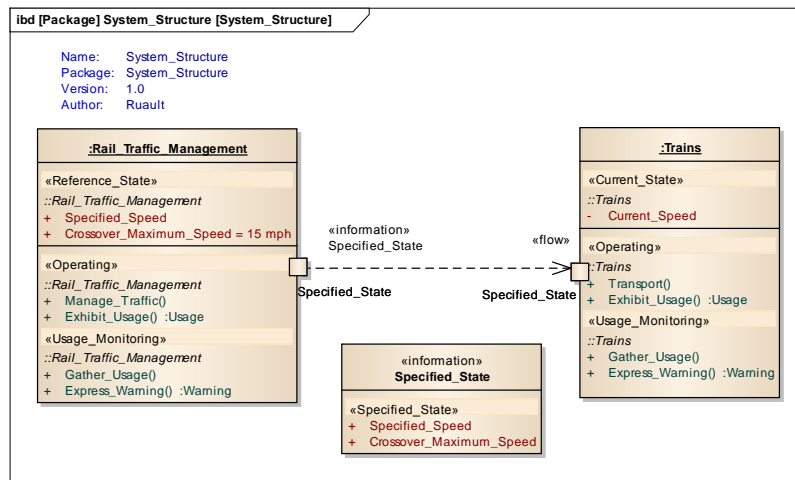 ibd [Package] System_Structure [System_Structure]
Name: System_Structure
Package: System_Structure
Version: 1.0
Author: Ruault
:Rail_Traffic_Management
«Reference_State»
::Rail_Traffic_Management
+ Specified_Speed
+ Crossover_Maximum_Speed = 15 mph
«Operating»
::Rail_Traffic_Management
+ Manage_Traffic()
+ Exhibit_Usage() :Usage
«Usage_Monitoring»
::Rail_Traffic_Management
+ Gather_Usage()
+ Express_Warning() :Warning
«information»
Specified_State
«flow»
Specified_State
Specified_State
:Trains
«Current_State»
::Trains
- Current_Speed
«Operating»
::Trains
+ Transport()
+ Exhibit_Usage() :Usage
«Usage_Monitoring»
::Trains
+ Gather_Usage()
+ Express_Warning() :Warning
«information»
Specified_State
«Specified_State»
+ Specified_Speed
+ Crossover_Maximum_Speed